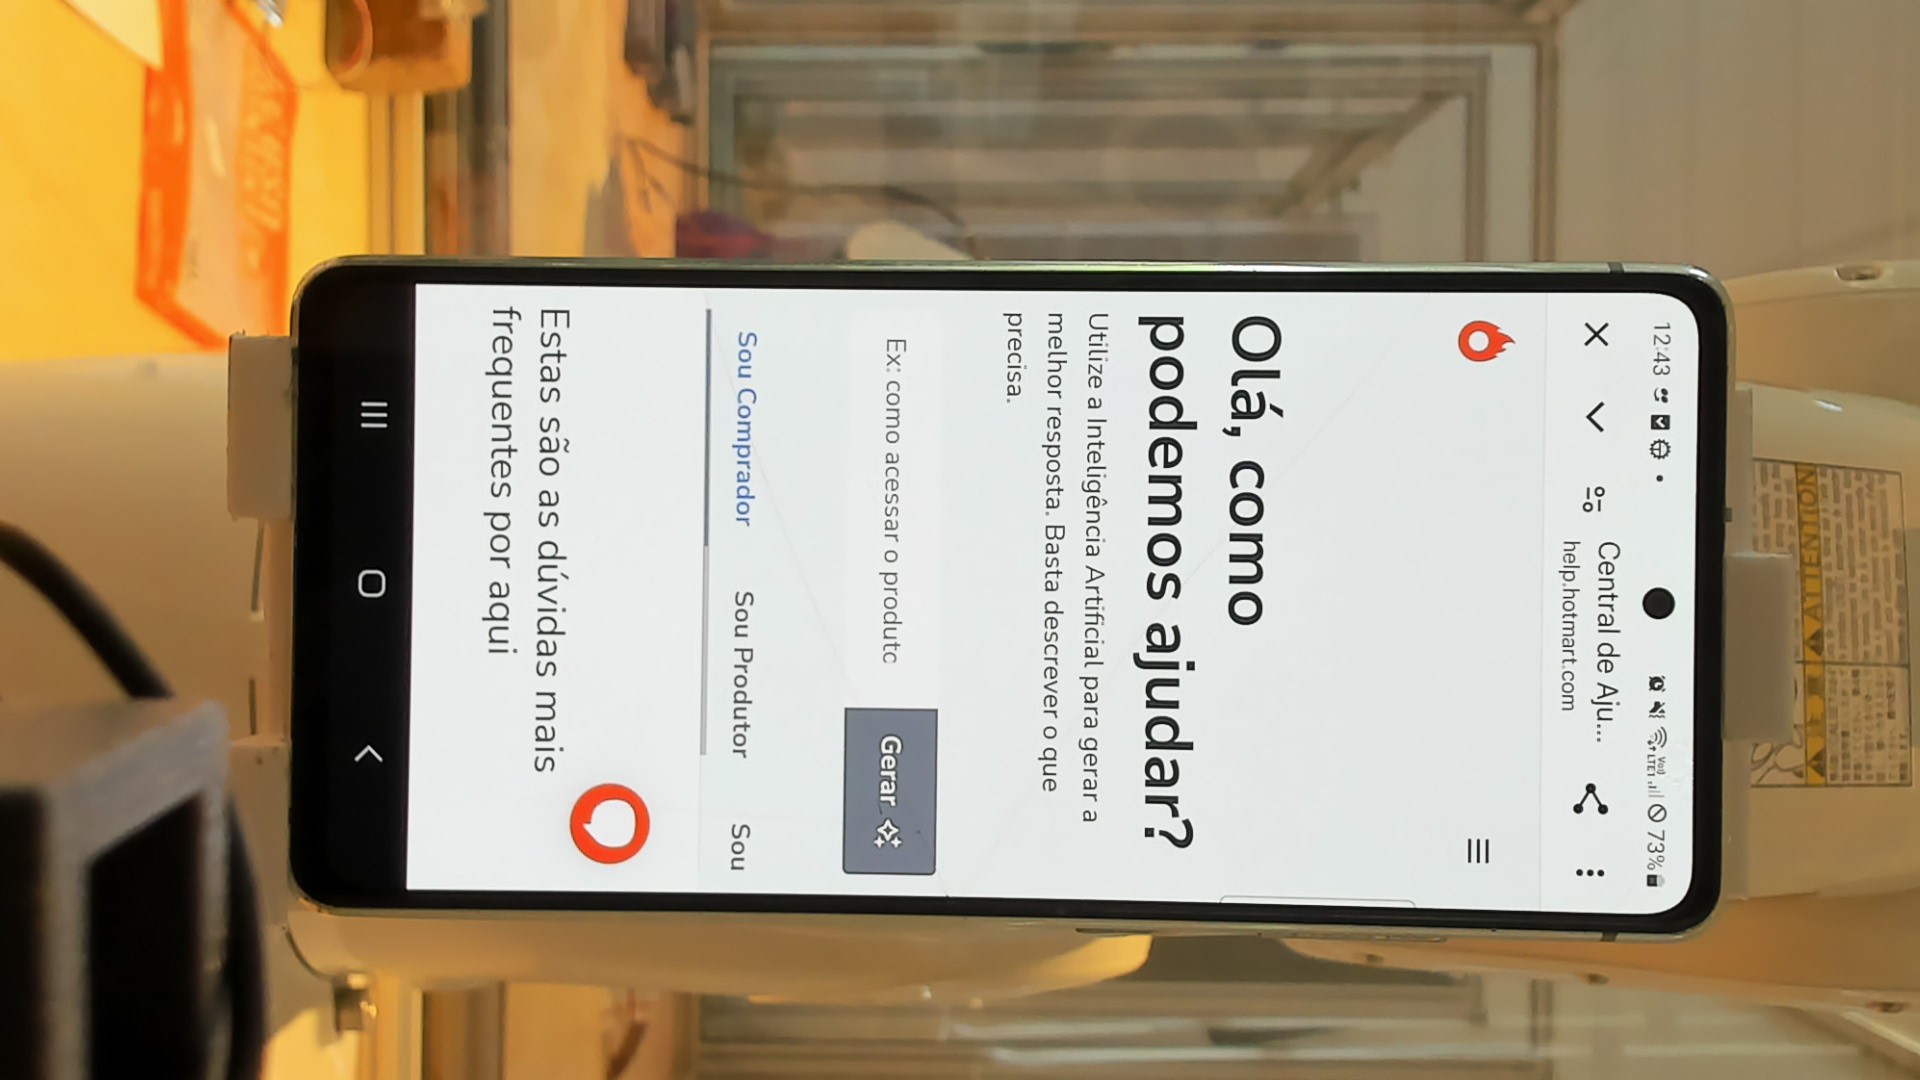 12:43
LTE1
73%
Central de Aju...
help.hotmart.com
Olá, como
podemos ajudar?
Utilize a Inteligência Artificial para gerar a
melhor resposta. Basta descrever o que
precisa.
Ex: como acessar o produto
Gerar
Sou Comprador
Sou Produtor
Sou
Estas são as dúvidas mais
frequentes por aqui
ATTENTION